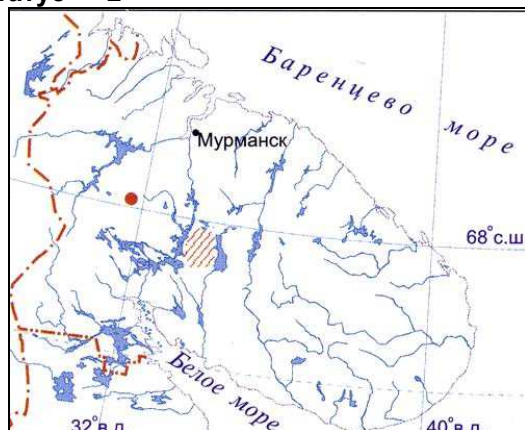 Баренцево море
Мурманск
68°с.ш
Белое море
32°в.д
40°в.д